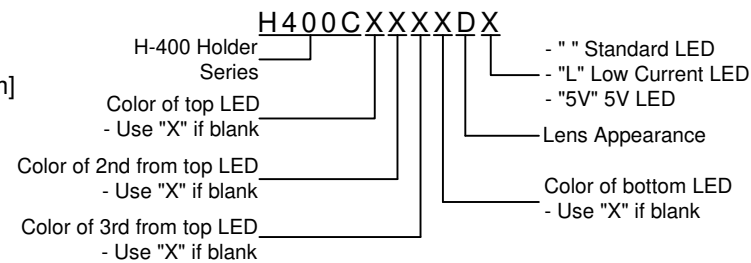 H400CXXXXDX
H-400 Holder
Series
m]
Color of top LED
- Use "X" if blank
Color of 2nd from top LED
- Use "X" if blank
Color of 3rd from top LED
- Use "X" if blank
- " " Standard LED
- "L" Low Current LED
- "5V" 5V LED
Lens Appearance
Color of bottom LED
- Use "X" if blank